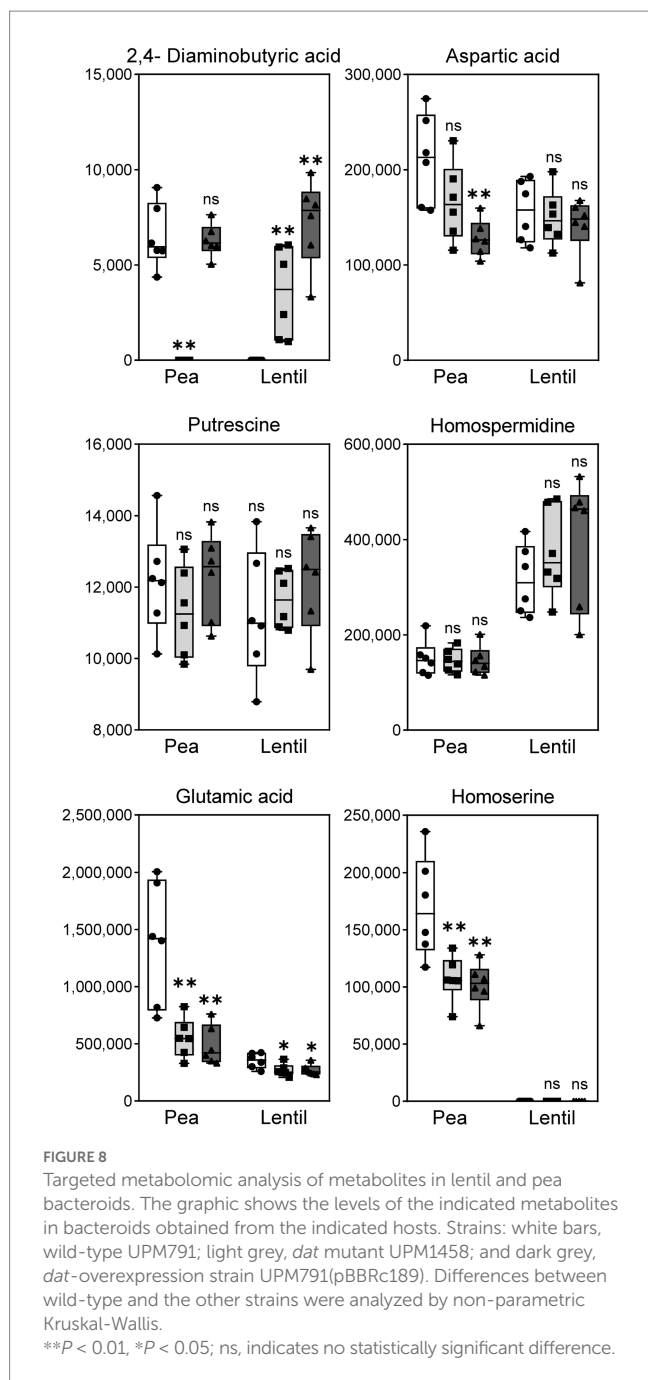 2,4- Diaminobutyric acid
15,000
10,000
5,000
0
**
ns
**
**
Pea
Lentil
Aspartic acid
300,000
200,000
100,000
0
ns
**
ns
ns
Pea
Lentil
Putrescine
16,000
14,000
12,000
10,000
8,000
ns
ns
ns
ns
ns
Pea
Lentil
Homospermidine
600,000
400,000
200,000
0
ns
ns
ns
ns
Pea
Lentil
Glutamic acid
2,500,000
2,000,000
1,500,000
1,000,000
500,000
0
**
**
*
*
Pea
Lentil
Homoserine
250,000
200,000
150,000
100,000
50,000
0
**
**
ns
ns
Pea
Lentil
FIGURE 8
Targeted metabolomic analysis of metabolites in lentil and pea
bacteroids. The graphic shows the levels of the indicated metabolites
in bacteroids obtained from the indicated hosts. Strains: white bars,
wild-type UPM791; light grey, dat mutant UPM1458; and dark grey,
dat-overexpression strain UPM791(pBBRc189). Differences between
wild-type and the other strains were analyzed by non-parametric
Kruskal-Wallis.
**P < 0.01, *P < 0.05; ns, indicates no statistically significant difference.